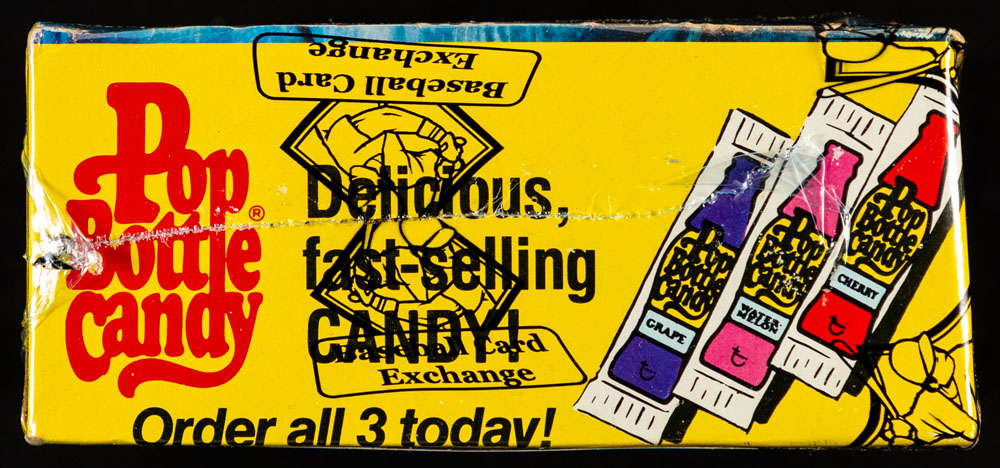 Baseball Card
Exchange
Pop
Bottle
Candy®
Delicious,
fast-selling
CANDY!
Baseball Card
Exchange
Order all 3 today!
Pop
Bottle
Candy
GRAPE
Pop
Bottle
Candy
WATER
MELON
Pop
Bottle
Candy
CHERRY